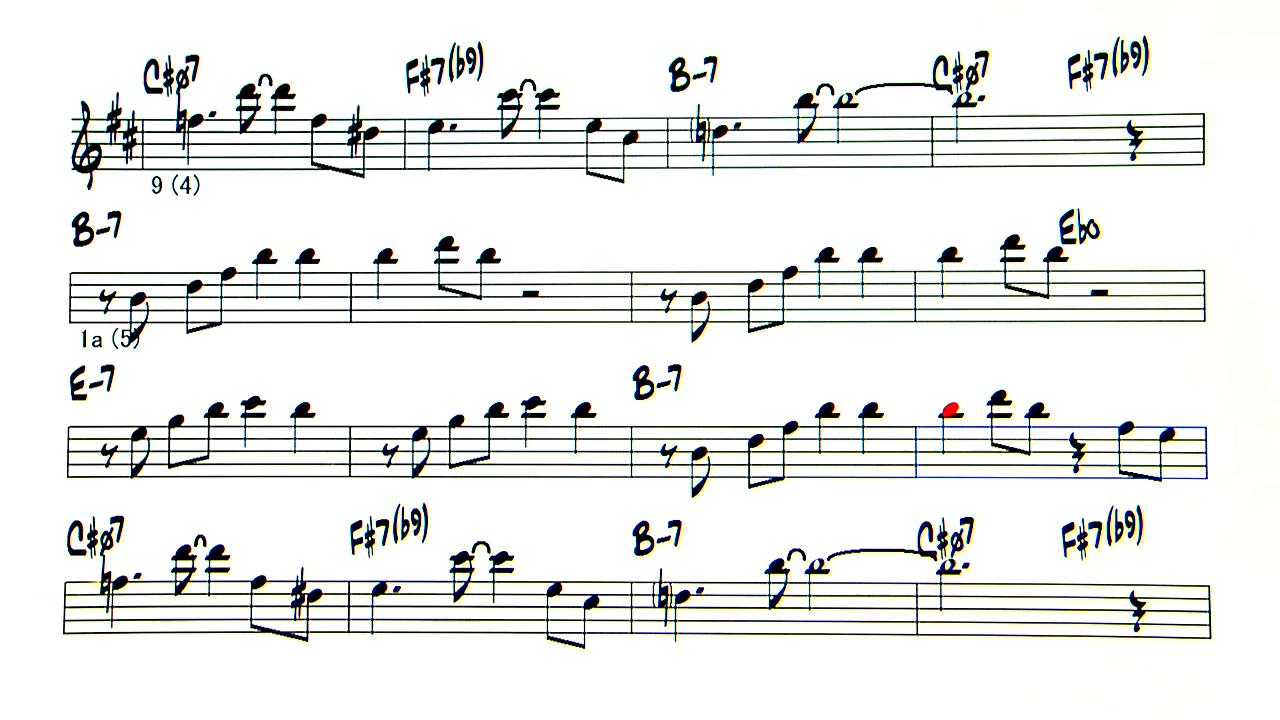 C#ø7 F#7(b9) B-7 C#ø7 F#7(b9)
9 (4)
B-7 Ebo
1a (5)
E-7 B-7
C#ø7 F#7(b9) B-7 C#ø7 F#7(b9)